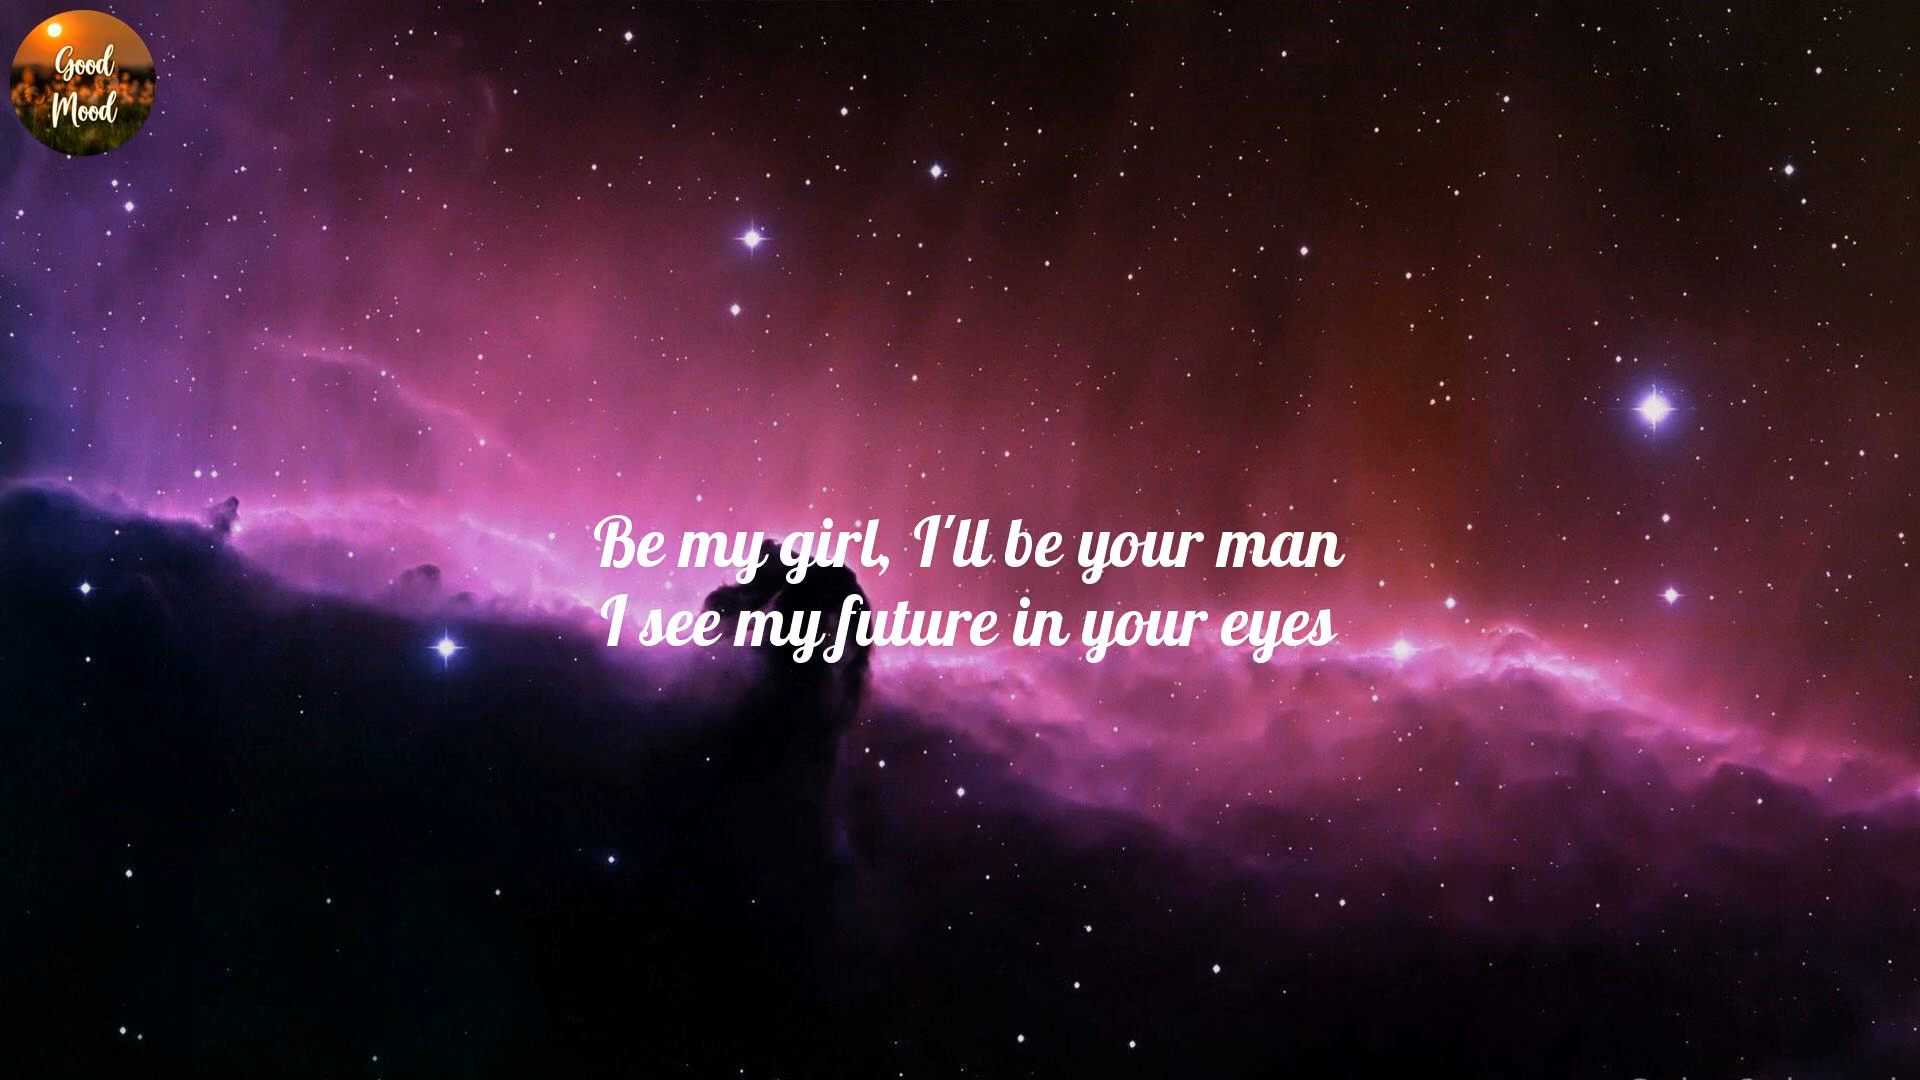 Good
Mood
Be my girl, I'll be your man
I see my future in your eyes